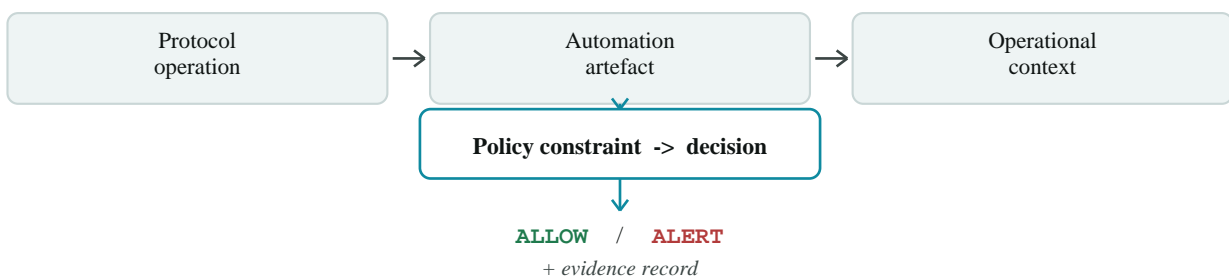 Protocol
operation
Automation
artefact
Operational
context
Policy constraint -> decision
ALLOW / ALERT
+ evidence record